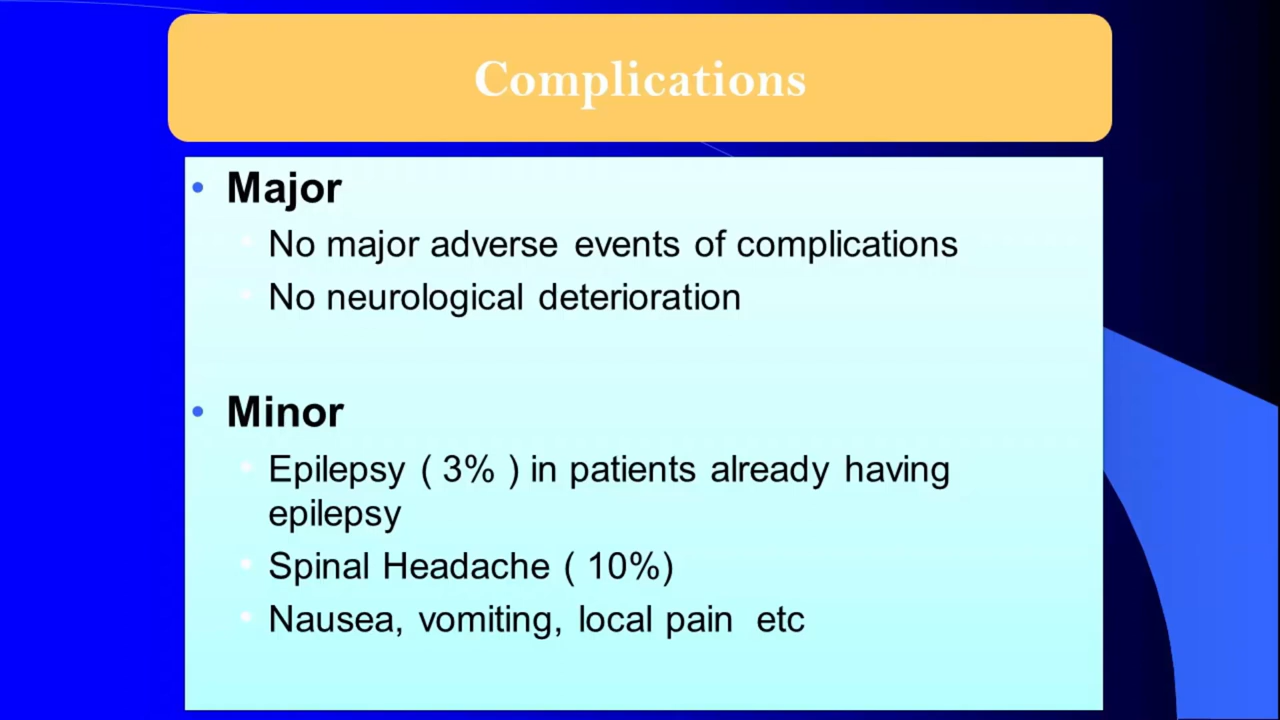 Complications
• Major
• No major adverse events of complications
• No neurological deterioration
• Minor
• Epilepsy ( 3% ) in patients already having
epilepsy
• Spinal Headache ( 10%)
• Nausea, vomiting, local pain etc